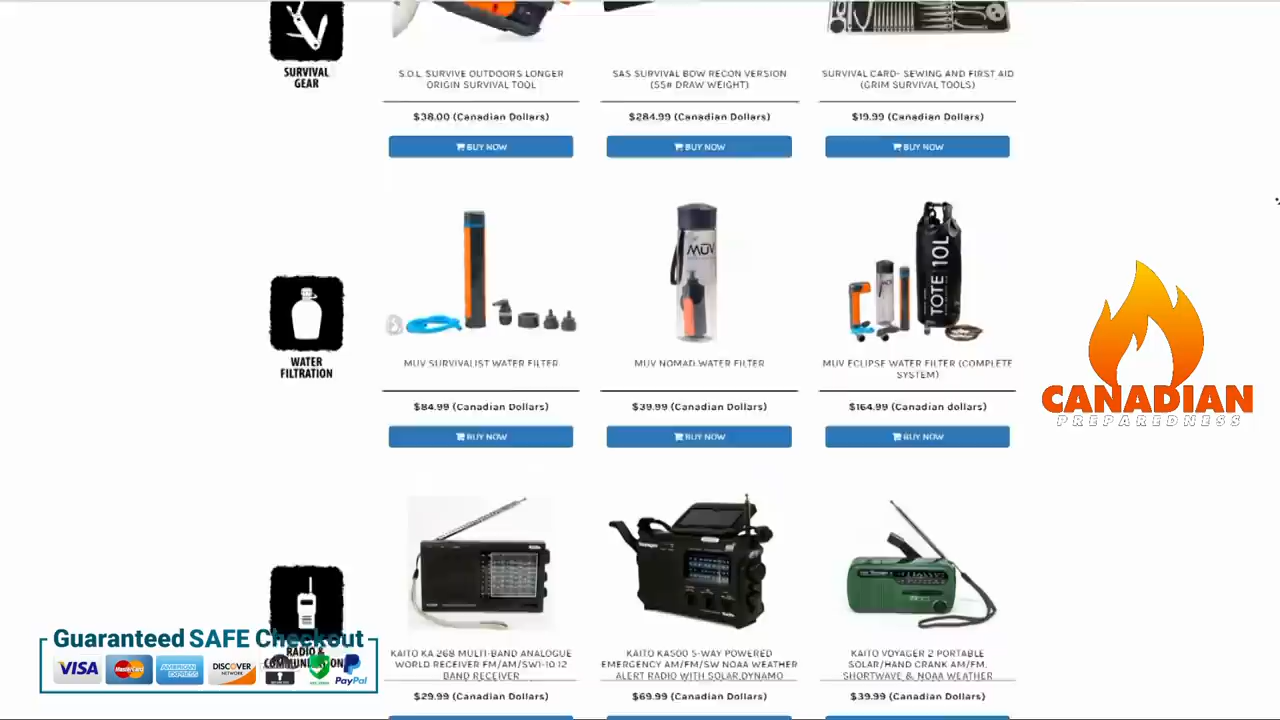 SURVIVAL
GEAR
S.O.L. SURVIVE OUTDOORS LONGER
ORIGIN SURVIVAL TOOL
$38.00 (Canadian Dollars)
BUY NOW
SAS SURVIVAL BOW RECON VERSION
(55# DRAW WEIGHT)
$284.99 (Canadian Dollars)
BUY NOW
SURVIVAL CARD- SEWING AND FIRST AID
(GRIM SURVIVAL TOOLS)
$19.99 (Canadian Dollars)
BUY NOW
WATER
FILTRATION
MUV SURVIVALIST WATER FILTER
$84.99 (Canadian Dollars)
BUY NOW
MUV
MUV NOMAD WATER FILTER
$39.99 (Canadian Dollars)
BUY NOW
TOTE 10L
MUV ECLIPSE WATER FILTER (COMPLETE
SYSTEM)
$164.99 (Canadian dollars)
BUY NOW
CANADIAN
PREPAREDNESS
RADIO &
COMMUNICATION
KAITO KA 268 MULTI-BAND ANALOGUE
WORLD RECEIVER FM/AM/SW1-10 12
BAND RECEIVER
$29.99 (Canadian Dollars)
KAITO KA500 5-WAY POWERED
EMERGENCY AM/FM/SW NOAA WEATHER
ALERT RADIO WITH SOLAR,DYNAMO
$69.99 (Canadian Dollars)
KAITO VOYAGER 2 PORTABLE
SOLAR/HAND CRANK AM/FM,
SHORTWAVE & NOAA WEATHER
$39.99 (Canadian Dollars)
Guaranteed SAFE Checkout
VISA
MasterCard
AMERICAN
EXPRESS
DISCOVER
NETWORK
PayPal